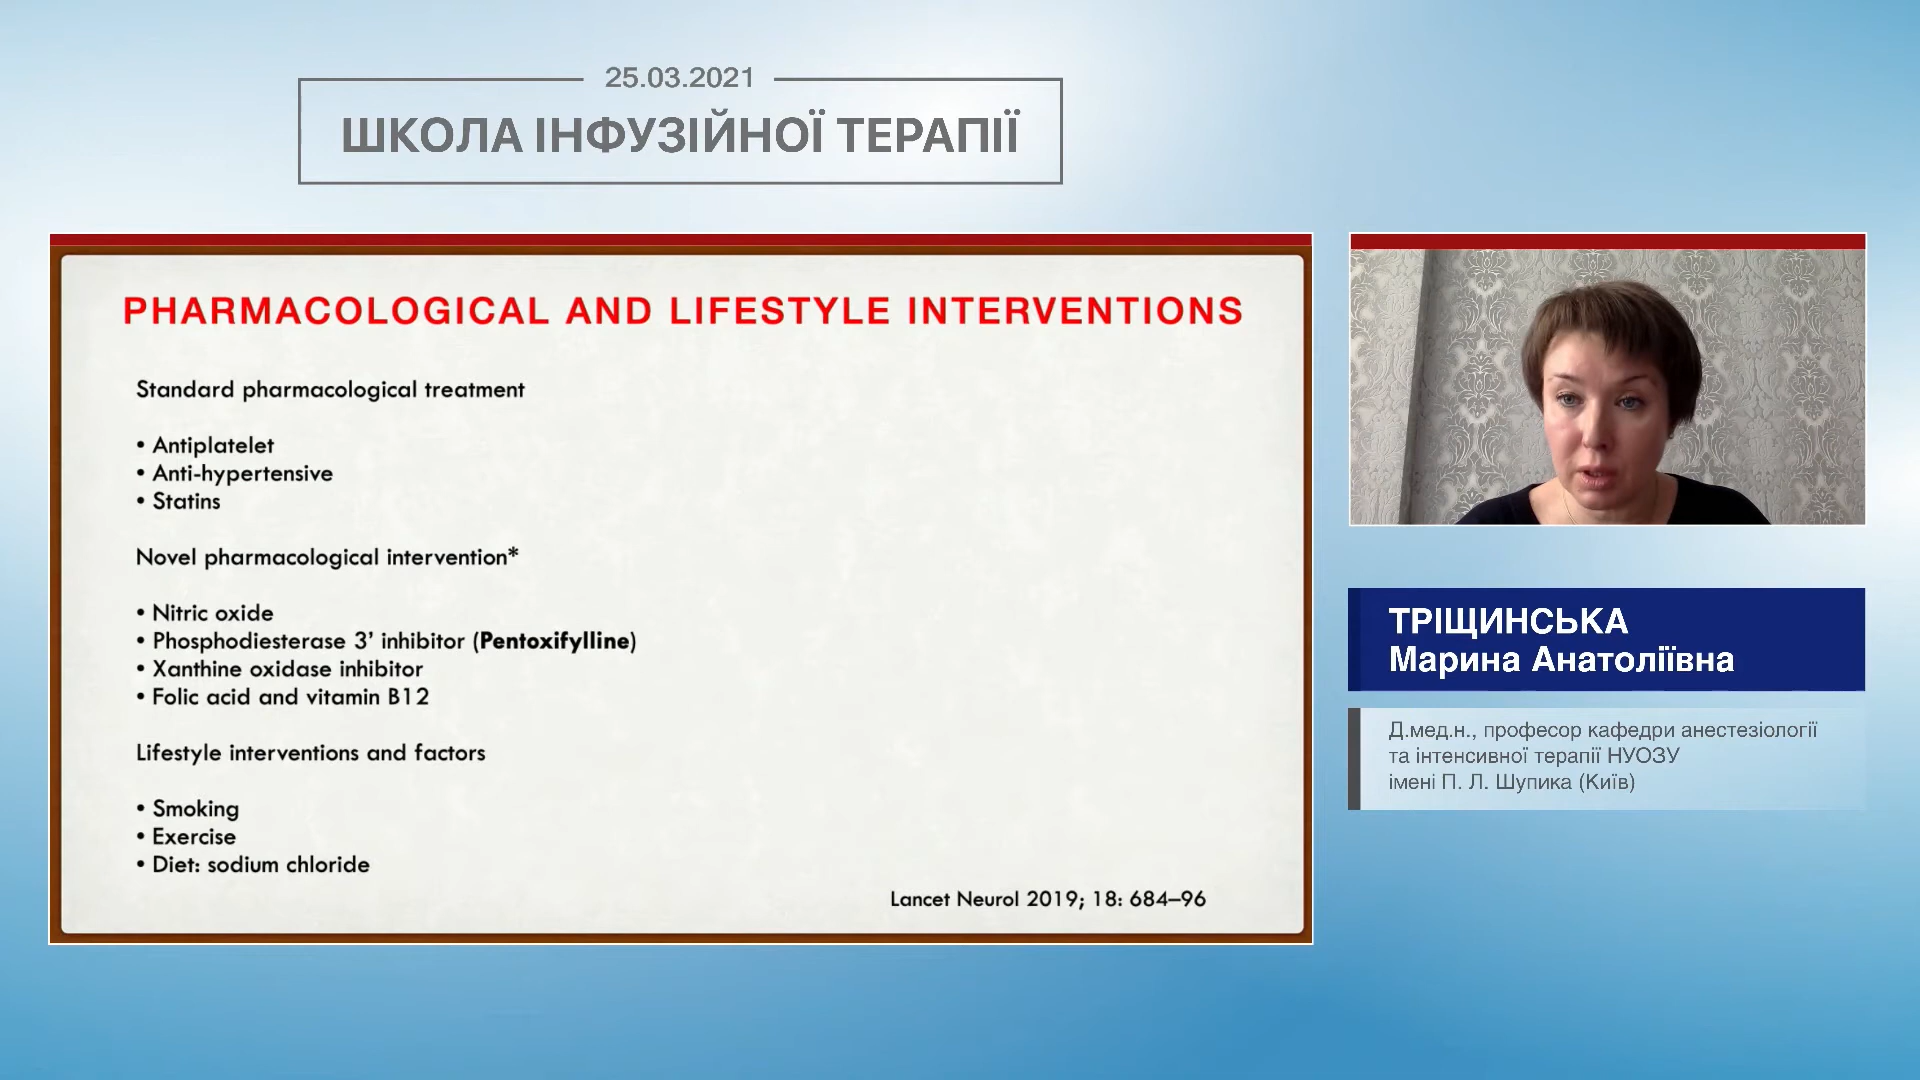 25.03.2021
ШКОЛА ІНФУЗІЙНОЇ ТЕРАПІЇ
PHARMACOLOGICAL AND LIFESTYLE INTERVENTIONS
Standard pharmacological treatment
• Antiplatelet
• Anti-hypertensive
• Statins
Novel pharmacological intervention*
• Nitric oxide
• Phosphodiesterase 3’ inhibitor (Pentoxifylline)
• Xanthine oxidase inhibitor
• Folic acid and vitamin B12
Lifestyle interventions and factors
• Smoking
• Exercise
• Diet: sodium chloride
Lancet Neurol 2019; 18: 684–96
ТРІЩИНСЬКА
Марина Анатоліївна
Д.мед.н., професор кафедри анестезіології
та інтенсивної терапії НУОЗУ
імені П. Л. Шупика (Київ)